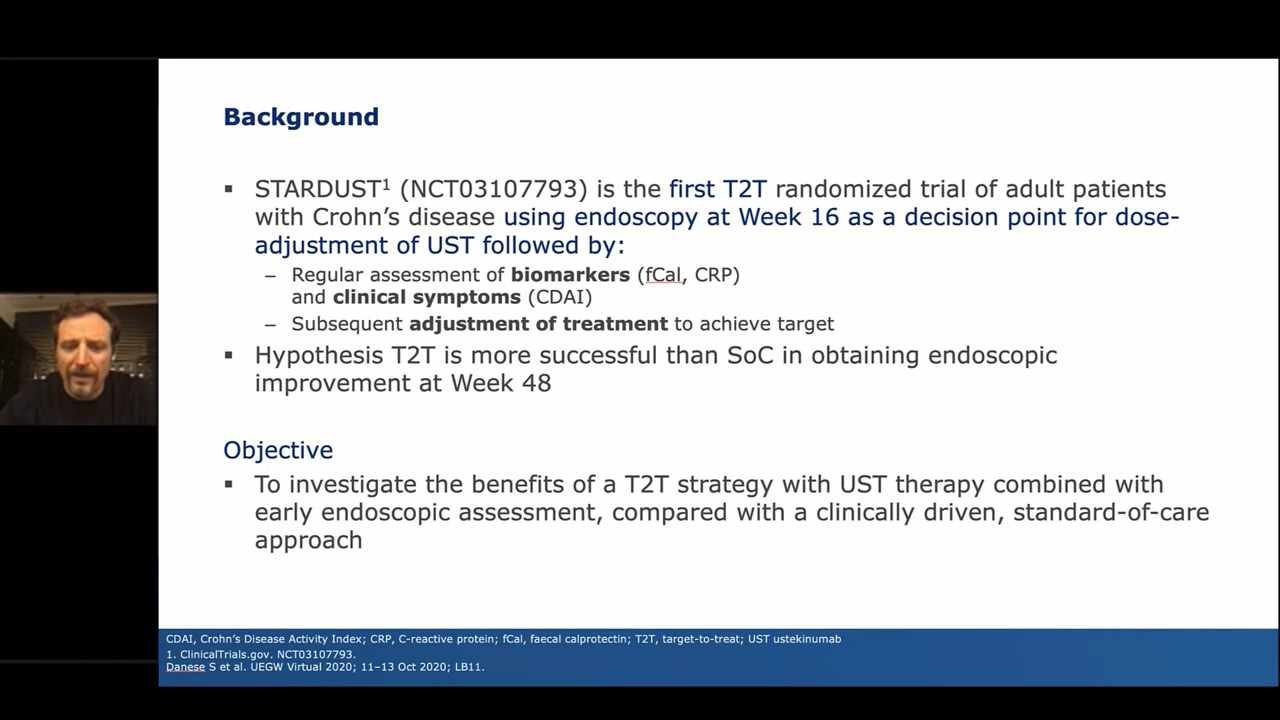 Background
▪ STARDUST¹ (NCT03107793) is the first T2T randomized trial of adult patients
with Crohn’s disease using endoscopy at Week 16 as a decision point for dose-
adjustment of UST followed by:
– Regular assessment of biomarkers (fCal, CRP)
and clinical symptoms (CDAI)
– Subsequent adjustment of treatment to achieve target
▪ Hypothesis T2T is more successful than SoC in obtaining endoscopic
improvement at Week 48
Objective
▪ To investigate the benefits of a T2T strategy with UST therapy combined with
early endoscopic assessment, compared with a clinically driven, standard-of-care
approach
CDAI, Crohn’s Disease Activity Index; CRP, C-reactive protein; fCal, faecal calprotectin; T2T, target-to-treat; UST ustekinumab
1. ClinicalTrials.gov. NCT03107793.
Danese S et al. UEGW Virtual 2020; 11–13 Oct 2020; LB11.